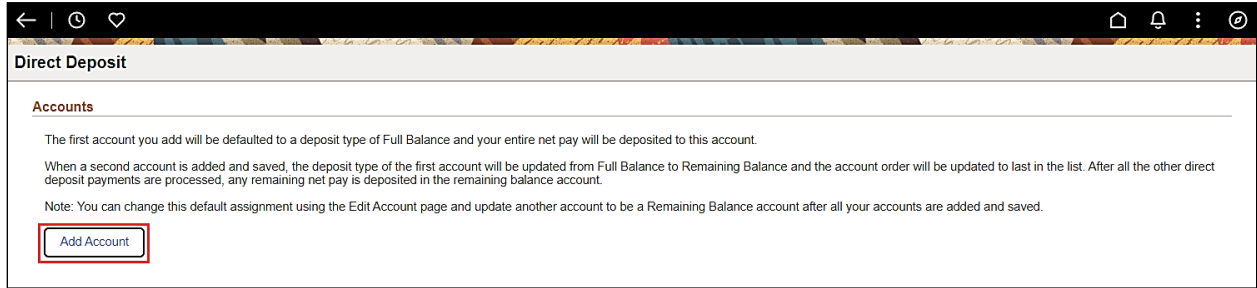 Direct Deposit
Accounts
The first account you add will be defaulted to a deposit type of Full Balance and your entire net pay will be deposited to this account.
When a second account is added and saved, the deposit type of the first account will be updated from Full Balance to Remaining Balance and the account order will be updated to last in the list. After all the other direct
deposit payments are processed, any remaining net pay is deposited in the remaining balance account.
Note: You can change this default assignment using the Edit Account page and update another account to be a Remaining Balance account after all your accounts are added and saved.
Add Account